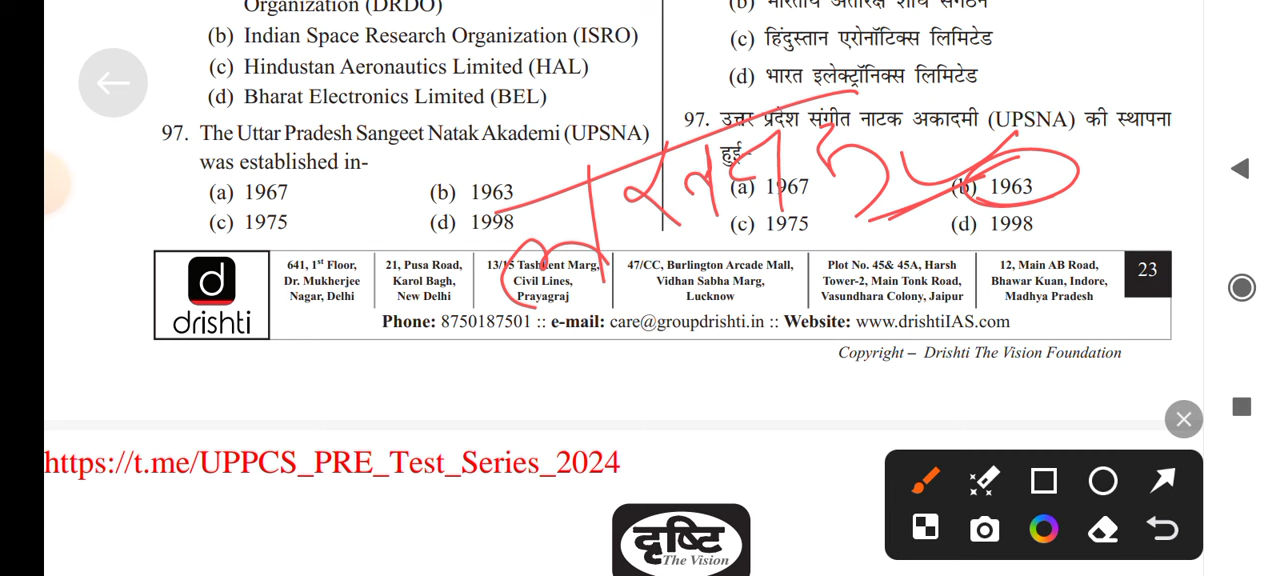 Organization (DRDO)
(b) Indian Space Research Organization (ISRO)
(c) Hindustan Aeronautics Limited (HAL)
(d) Bharat Electronics Limited (BEL)
97. The Uttar Pradesh Sangeet Natak Akademi (UPSNA)
was established in-
(a) 1967 (b) 1963
(c) 1975 (d) 1998
(b) भारतीय अंतरिक्ष शोध संगठन
(c) हिंदुस्तान एरोनॉटिक्स लिमिटेड
(d) भारत इलेक्ट्रॉनिक्स लिमिटेड
97. उत्तर प्रदेश संगीत नाटक अकादमी (UPSNA) की स्थापना
हुई-
(a) 1967 (b) 1963
(c) 1975 (d) 1998
d
drishti
641, 1st Floor,
Dr. Mukherjee
Nagar, Delhi
21, Pusa Road,
Karol Bagh,
New Delhi
13/15 Tashkent Marg,
Civil Lines,
Prayagraj
47/CC, Burlington Arcade Mall,
Vidhan Sabha Marg,
Lucknow
Plot No. 45& 45A, Harsh
Tower-2, Main Tonk Road,
Vasundhara Colony, Jaipur
12, Main AB Road,
Bhawar Kuan, Indore,
Madhya Pradesh
23
Phone: 8750187501 :: e-mail: care@groupdrishti.in :: Website: www.drishtiIAS.com
Copyright – Drishti The Vision Foundation
https://t.me/UPPCS_PRE_Test_Series_2024
दृष्टि
The Vision